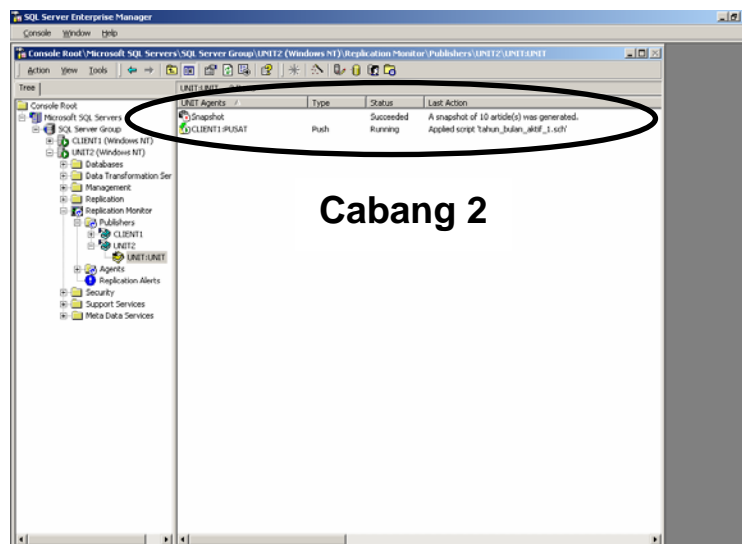 SQL Server Enterprise Manager
Console Window Help
Console Root\Microsoft SQL Servers\SQL Server Group\UNIT2 (Windows NT)\Replication Monitor\Publishers\UNIT2\UNIT:UNIT
Action View Tools
Tree
UNIT:UNIT
Console Root
Microsoft SQL Servers
SQL Server Group
CLIENT1 (Windows NT)
UNIT2 (Windows NT)
Databases
Data Transformation Ser
Management
Replication
Replication Monitor
Publishers
CLIENT1
UNIT2
UNIT:UNIT
Agents
Replication Alerts
Security
Support Services
Meta Data Services
UNIT Agents / Type Status Last Action
Snapshot Succeeded A snapshot of 10 article(s) was generated.
CLIENT1:PUSAT Push Running Applied script 'tahun_bulan_aktif_1.sch'
Cabang 2